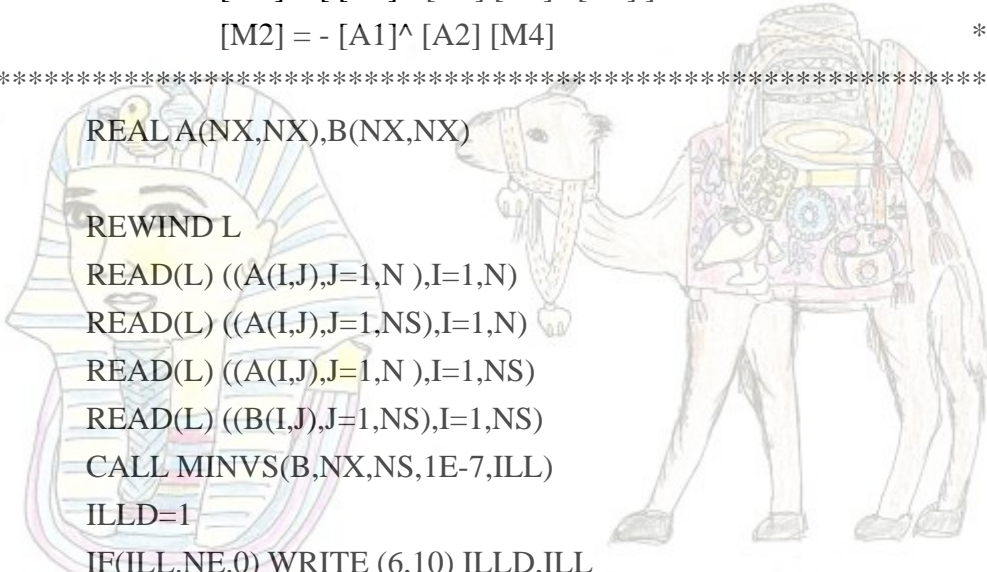 [M2] = - [A1]^ [A2] [M4] *
**************************************************************
REAL A(NX,NX),B(NX,NX)
REWIND L
READ(L) ((A(I,J),J=1,N ),I=1,N)
READ(L) ((A(I,J),J=1,NS),I=1,N)
READ(L) ((A(I,J),J=1,N ),I=1,NS)
READ(L) ((B(I,J),J=1,NS),I=1,NS)
CALL MINVS(B,NX,NS,1E-7,ILL)
ILLD=1
IF(ILL.NE.0) WRITE (6,10) ILLD,ILL